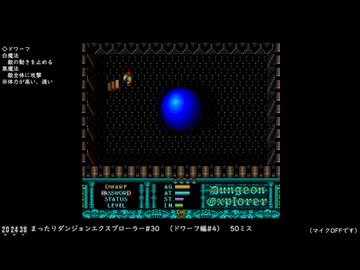 ◇ドワーフ
白魔法
敵の動きを止める
黒魔法
敵全体に攻撃
※体力が高い、遅い
DWARF
PASSWORD
STATUS
LEVEL
AG
AT
ST
IN
Dungeon
Explorer
20 24 38
まったりダンジョンエクスプローラー#30 （ドワーフ編#4） 50ミス
（マイクOFFです）